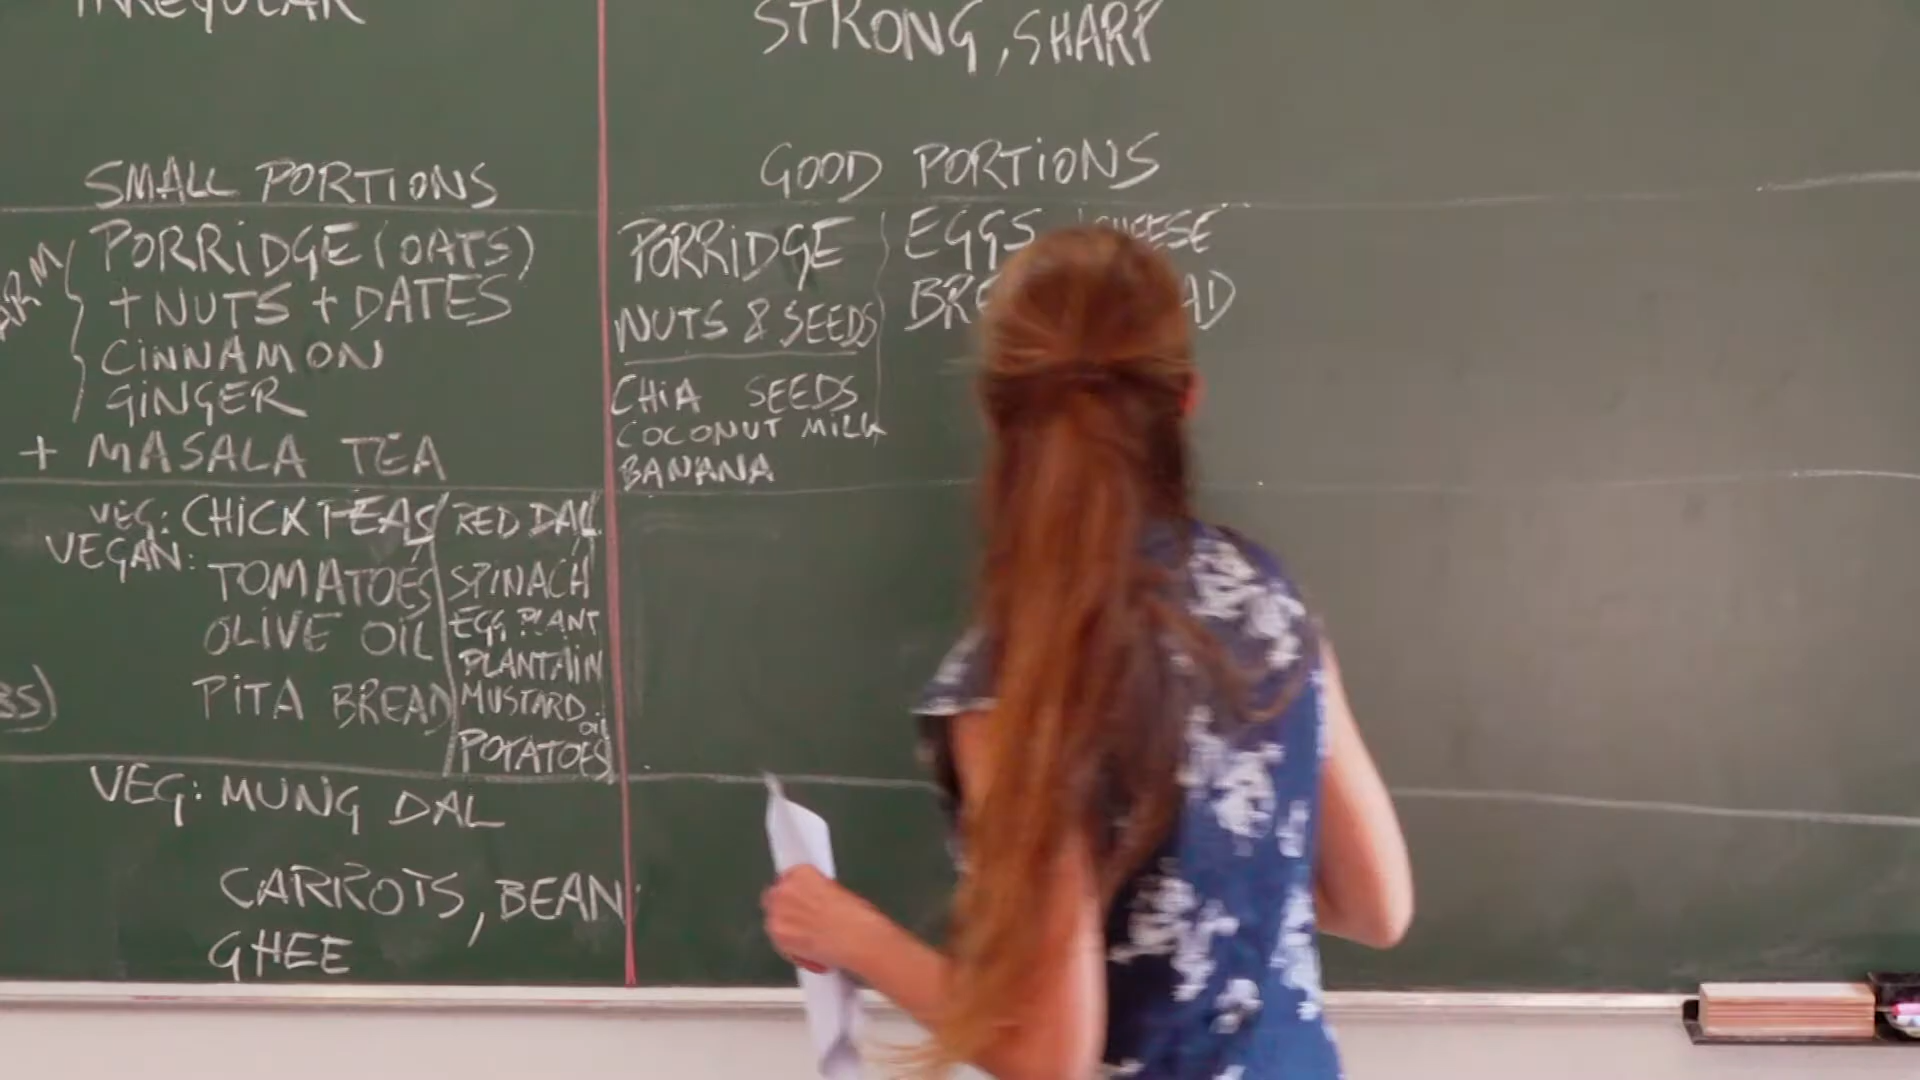 IRREGULAR
SMALL PORTIONS
PORRIDGE (OATS)
+ NUTS + DATES
CINNAMON
GINGER
+ MASALA TEA
VEG: CHICKPEAS
VEGAN:
TOMATOES
OLIVE OIL
PITA BREAD
RED DAL
SPINACH
EGG PLANT
PLANTAIN
MUSTARD
OIL
POTATOES
VEG: MUNG DAL
CARROTS, BEAN
GHEE
STRONG, SHARP
GOOD PORTIONS
PORRIDGE
NUTS & SEEDS
CHIA SEEDS
COCONUT MILK
BANANA
EGGS